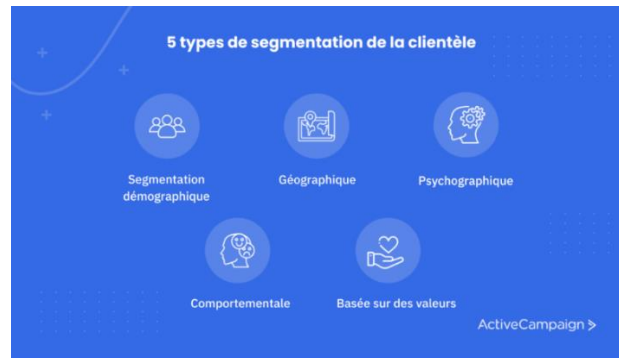 5 types de segmentation de la clientèle
Segmentation
démographique
Géographique
Psychographique
Comportementale
Basée sur des valeurs
ActiveCampaign